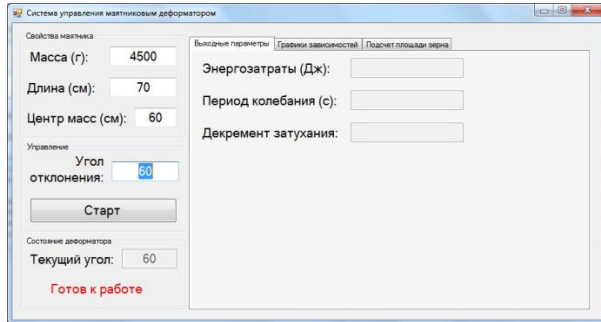 Система управления маятниковым деформатором
Свойства маятника
Масса (г): 4500
Длина (см): 70
Центр масс (см): 60
Управление
Угол
отклонения: 60
Старт
Состояние деформатора
Текущий угол: 60
Готов к работе
Выходные параметры Графики зависимостей Подсчет площади зерна
Энергозатраты (Дж):
Период колебания (с):
Декремент затухания: